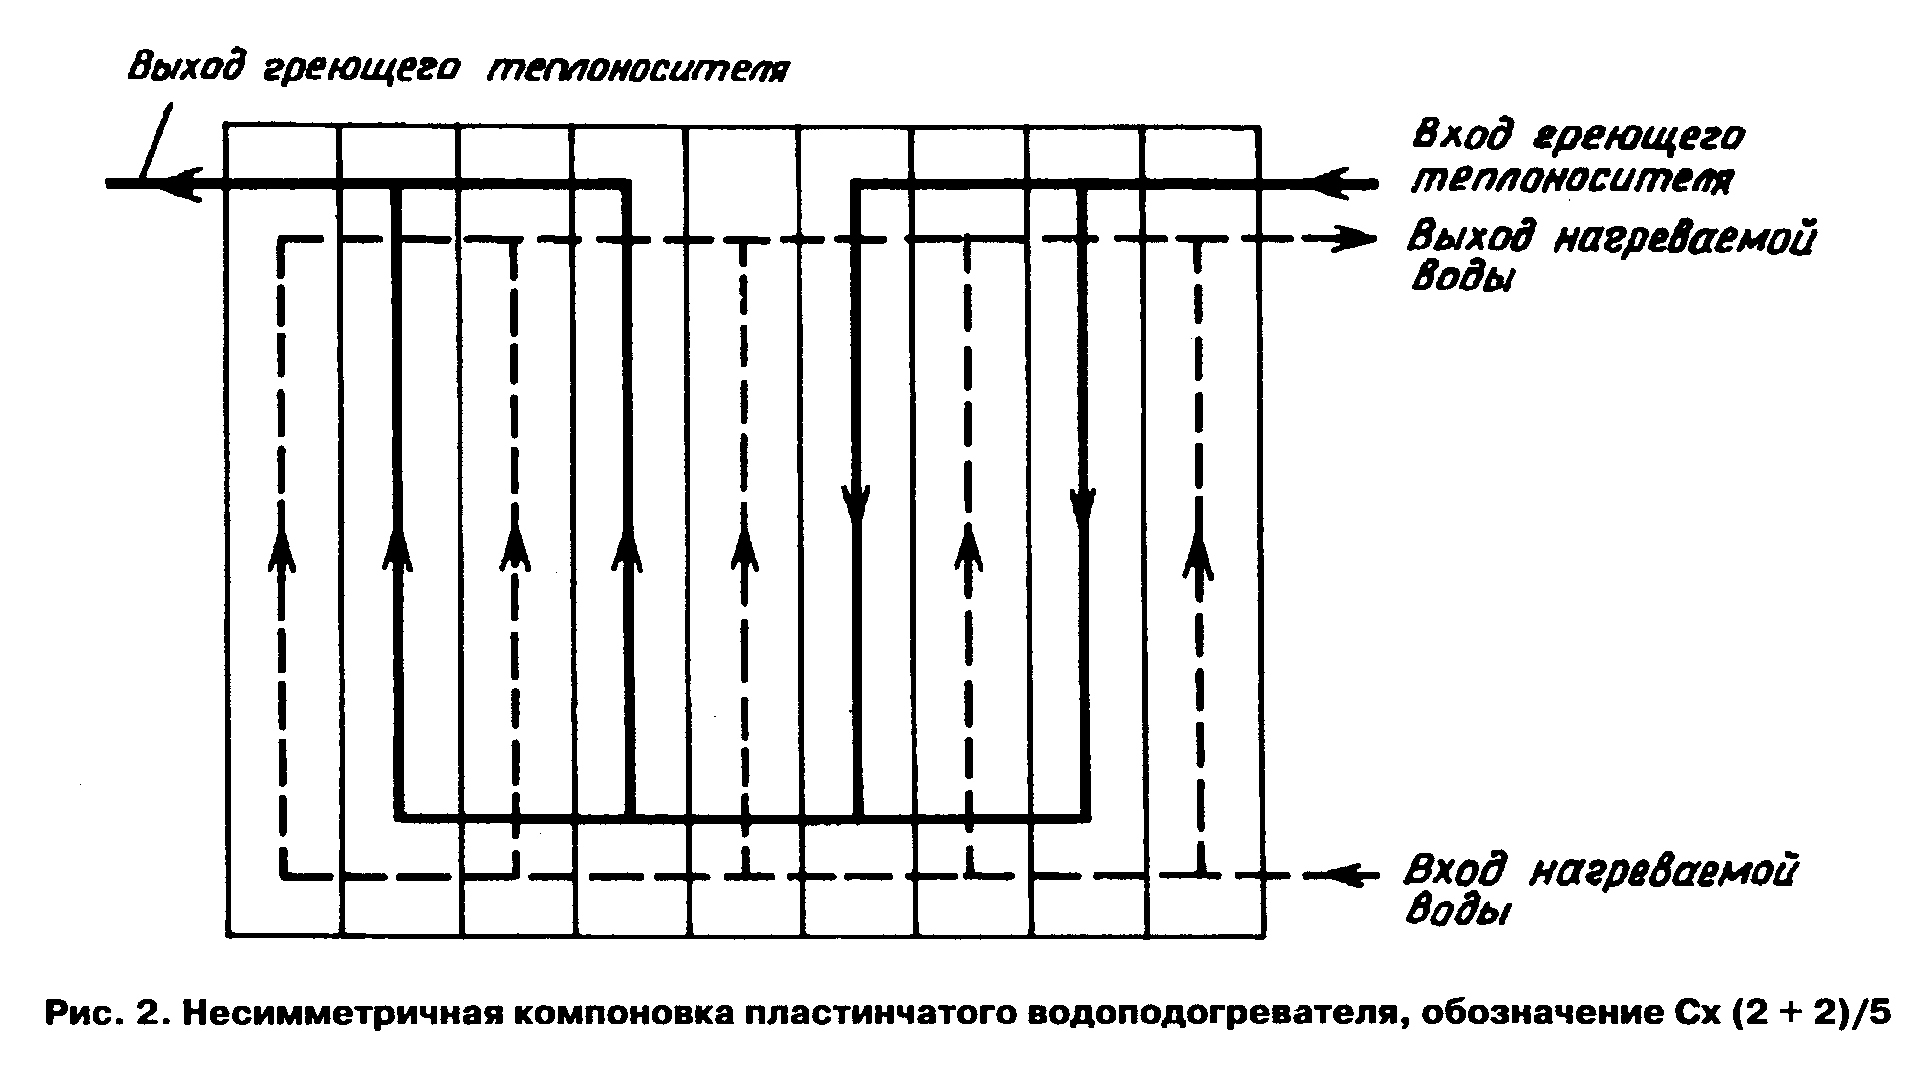 Выход греющего теплоносителя
Вход греющего
теплоносителя
Выход нагреваемой
воды
Вход нагреваемой
воды
Рис. 2. Несимметричная компоновка пластинчатого водоподогревателя, обозначение Сх (2 + 2)/5